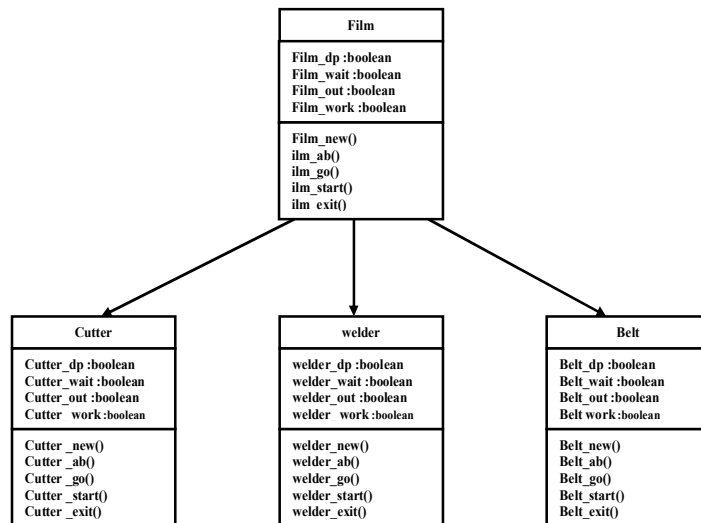 Film
Film_dp :boolean
Film_wait :boolean
Film_out :boolean
Film_work :boolean
Film_new()
ilm_ab()
ilm_go()
ilm_start()
ilm_exit()
Cutter
Cutter_dp :boolean
Cutter_wait :boolean
Cutter_out :boolean
Cutter work :boolean
Cutter _new()
Cutter _ab()
Cutter _go()
Cutter _start()
Cutter _exit()
welder
welder_dp :boolean
welder_wait :boolean
welder_out :boolean
welder work :boolean
welder_new()
welder_ab()
welder_go()
welder_start()
welder_exit()
Belt
Belt_dp :boolean
Belt_wait :boolean
Belt_out :boolean
Belt work :boolean
Belt_new()
Belt_ab()
Belt_go()
Belt_start()
Belt_exit()